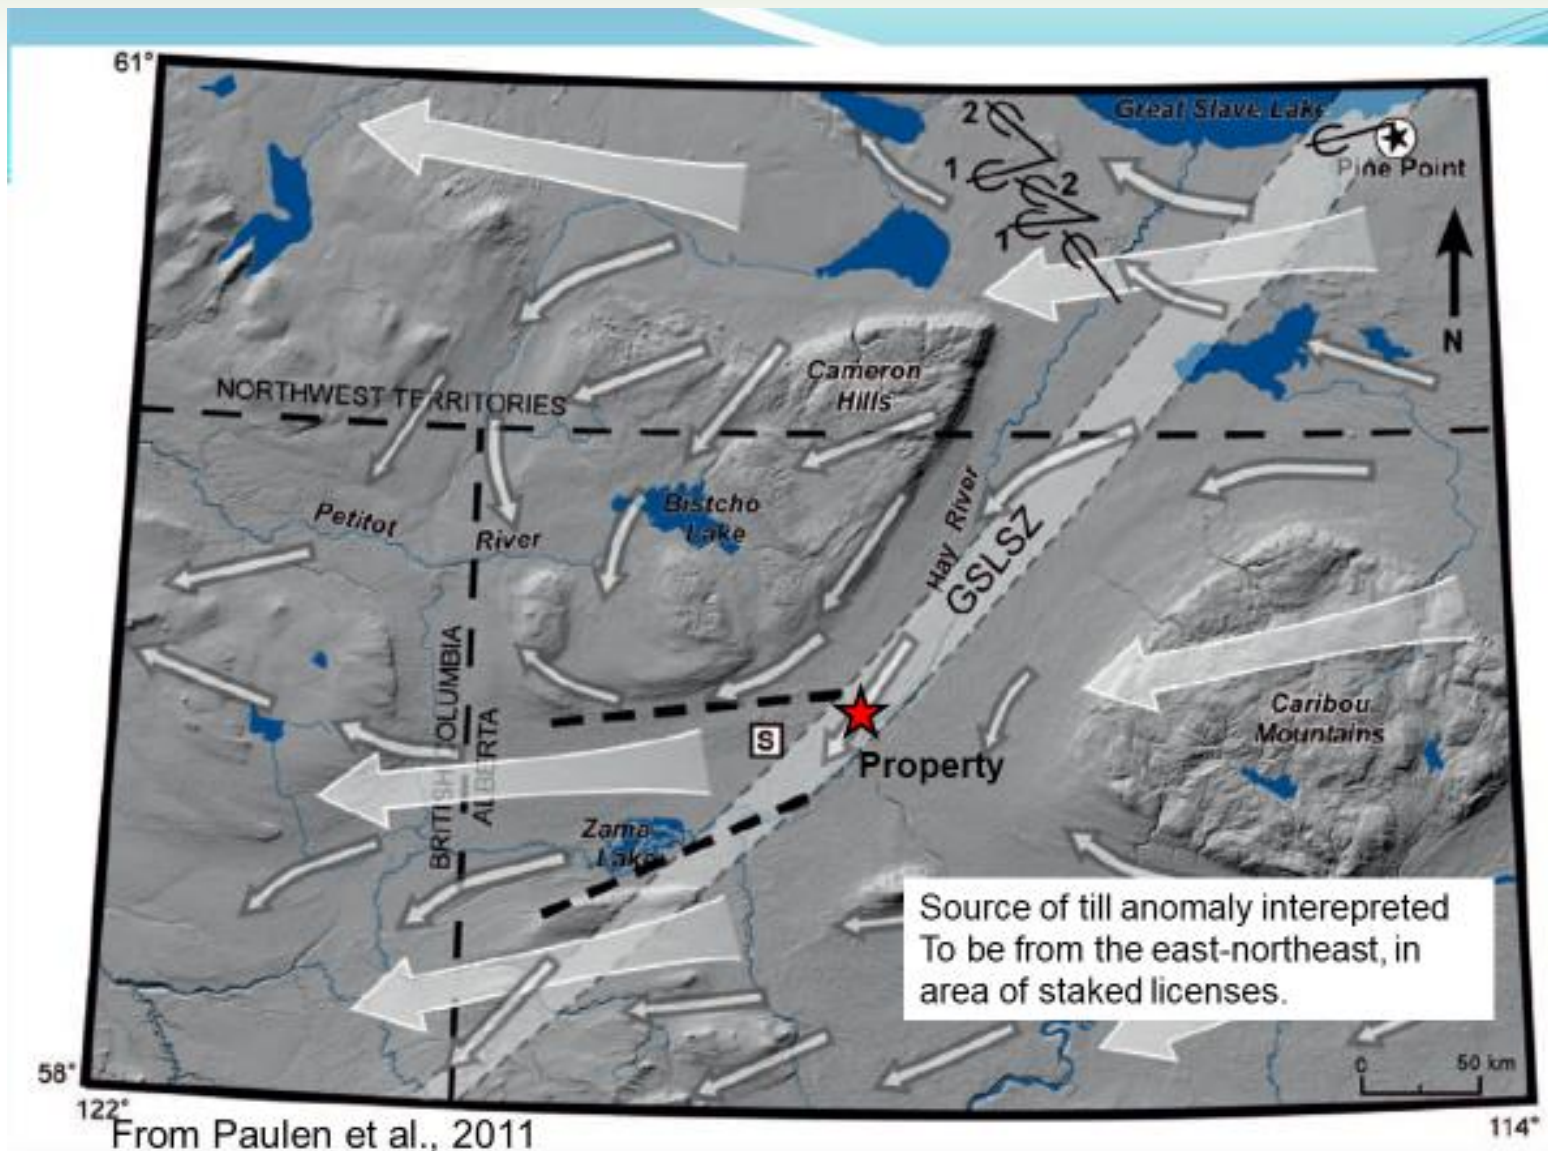 61°
Great Slave Lake
2
1
2
1
Pine Point
N
Cameron
Hills
NORTHWEST TERRITORIES
Bistcho
Lake
Petitot
River
Hay River
GSLSZ
BRITISH COLUMBIA
ALBERTA
Caribou
Mountains
S
Property
Zama
Lake
Source of till anomaly interepreted
To be from the east-northeast, in
area of staked licenses.
0 50 km
58°
122°
114°
From Paulen et al., 2011